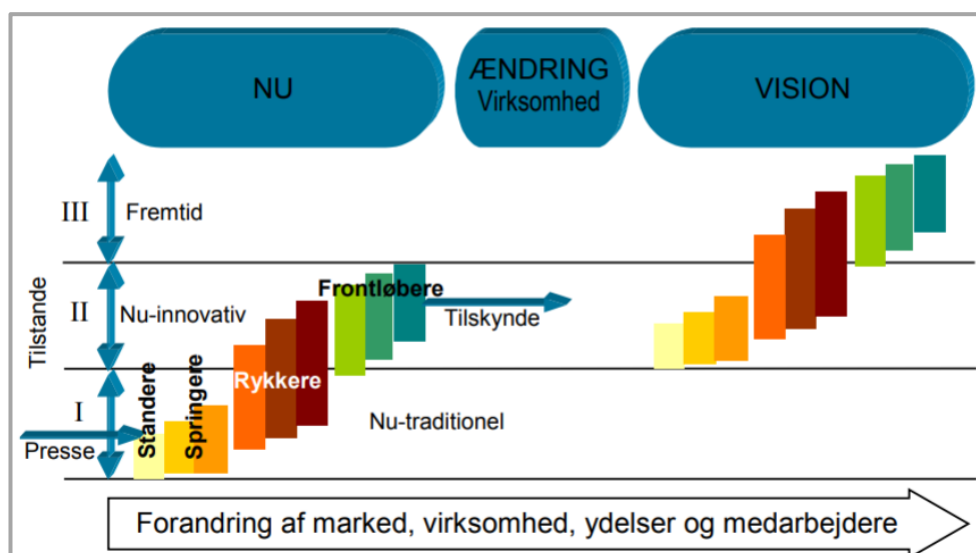 NU
ÆNDRING
Virksomhed
VISION
III
Fremtid
Tilstande
II
Nu-innovativ
Frontløbere
Tilskynde
I
Standere
Springere
Rykkere
Nu-traditionel
Presse
Forandring af marked, virksomhed, ydelser og medarbejdere